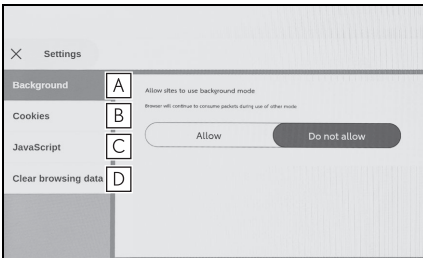 Settings
Background
A
Allow sites to use background mode
Browser will continue to consume packets during use of other mode
Cookies
B
Allow
Do not allow
JavaScript
C
Clear browsing data
D